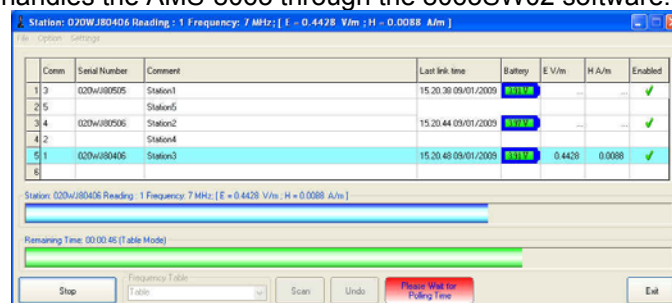 handles the AMS-8063 through the 8063SW02 software.
Station: 020WJ80406 Reading : 1 Frequency: 7 MHz; [ E = 0.4428 V/m ; H = 0.0088 A/m ]
File Option Settings
Comm Serial Number Comment Last link time Battery E V/m H A/m Enabled
1 3 020WJ80505 Station1 15.20.38 09/01/2009 ... ...
2 5 Station5
3 4 020WJ80506 Station2 15.20.44 09/01/2009 ... ...
4 2 Station4
5 1 020WJ80406 Station3 15.20.48 09/01/2009 0.4428 0.0088
6
Station: 020WJ80406 Reading : 1 Frequency: 7 MHz; [ E = 0.4428 V/m ; H = 0.0088 A/m ]
Remaining Time: 00:00:46 (Table Mode)
Frequency Table
Stop Table Scan Undo Please Wait for Exit
Polling Time